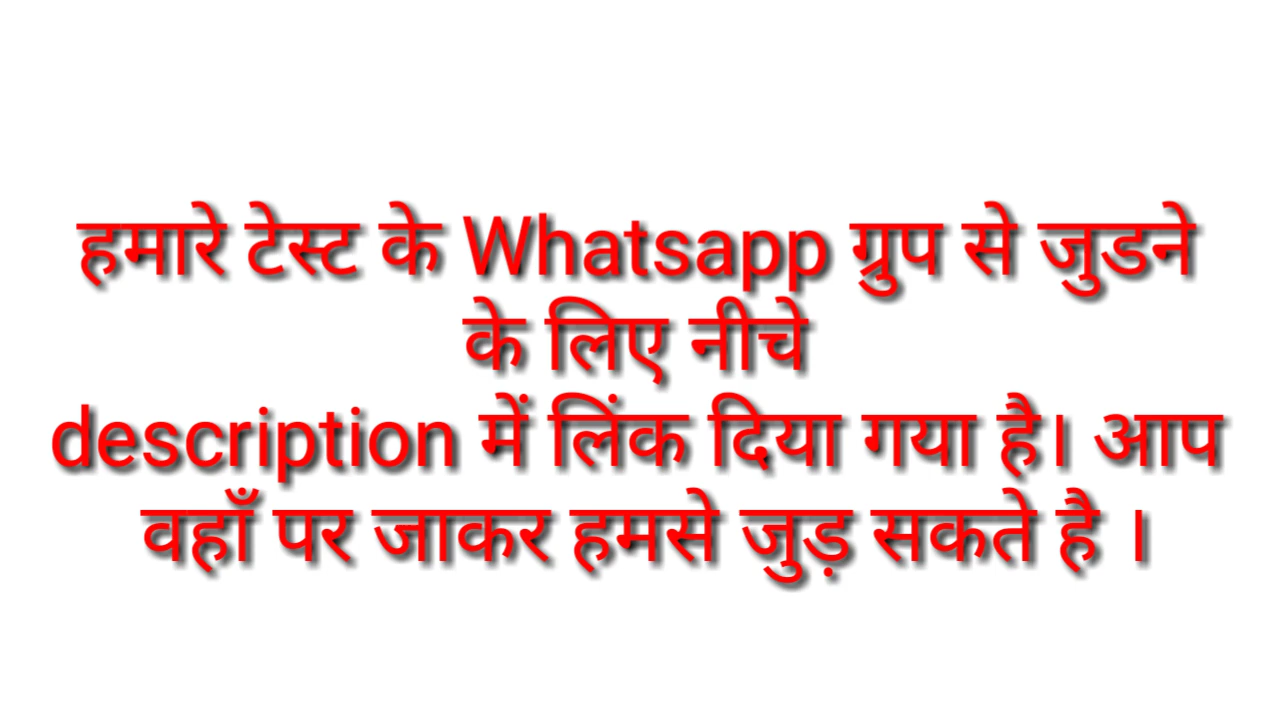 हमारे टेस्ट के Whatsapp ग्रुप से जुडने
के लिए नीचे
description में लिंक दिया गया है। आप
वहाँ पर जाकर हमसे जुड़ सकते है ।